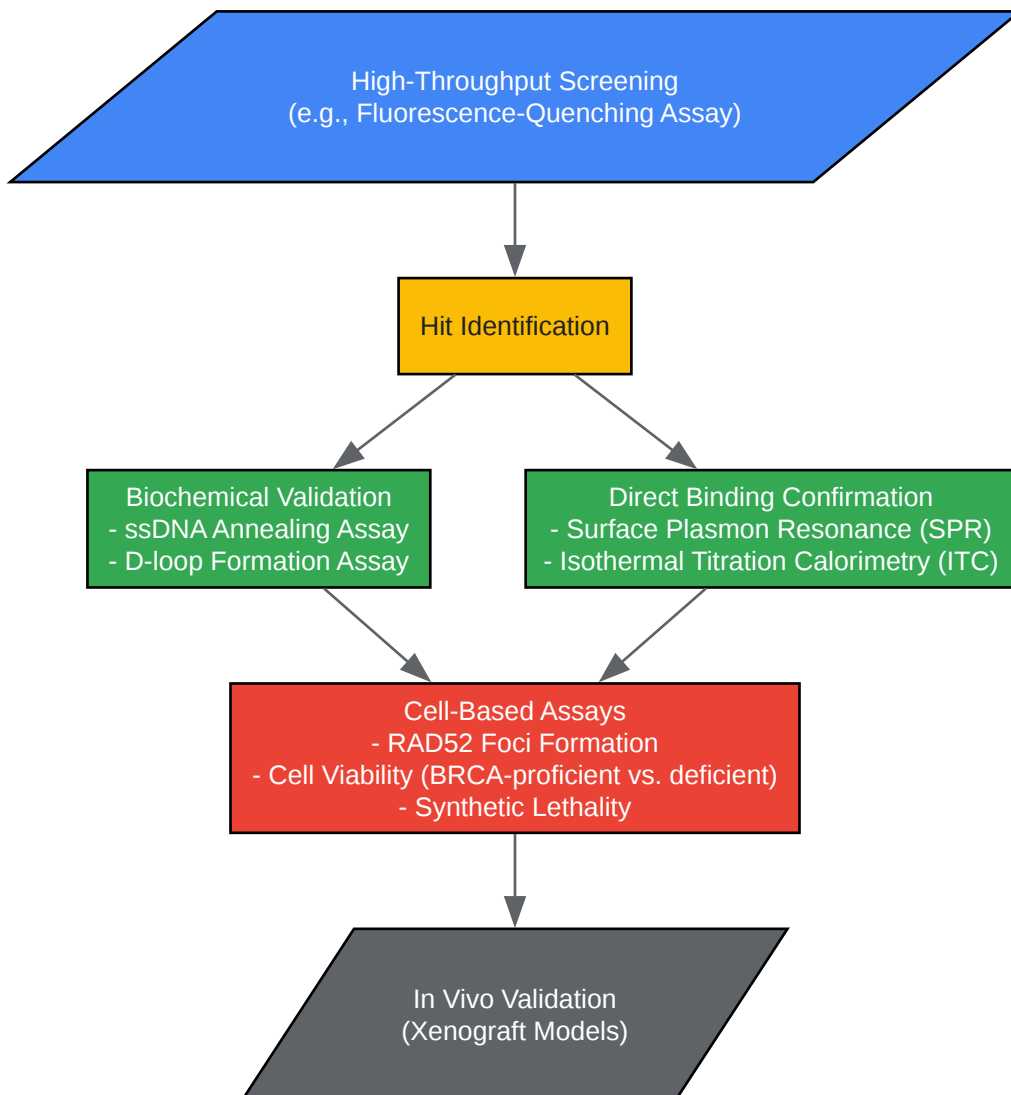 High-Throughput Screening
(e.g., Fluorescence-Quenching Assay)
Hit Identification
Biochemical Validation
- ssDNA Annealing Assay
- D-loop Formation Assay
Direct Binding Confirmation
- Surface Plasmon Resonance (SPR)
- Isothermal Titration Calorimetry (ITC)
Cell-Based Assays
- RAD52 Foci Formation
- Cell Viability (BRCA-proficient vs. deficient)
- Synthetic Lethality
In Vivo Validation
(Xenograft Models)